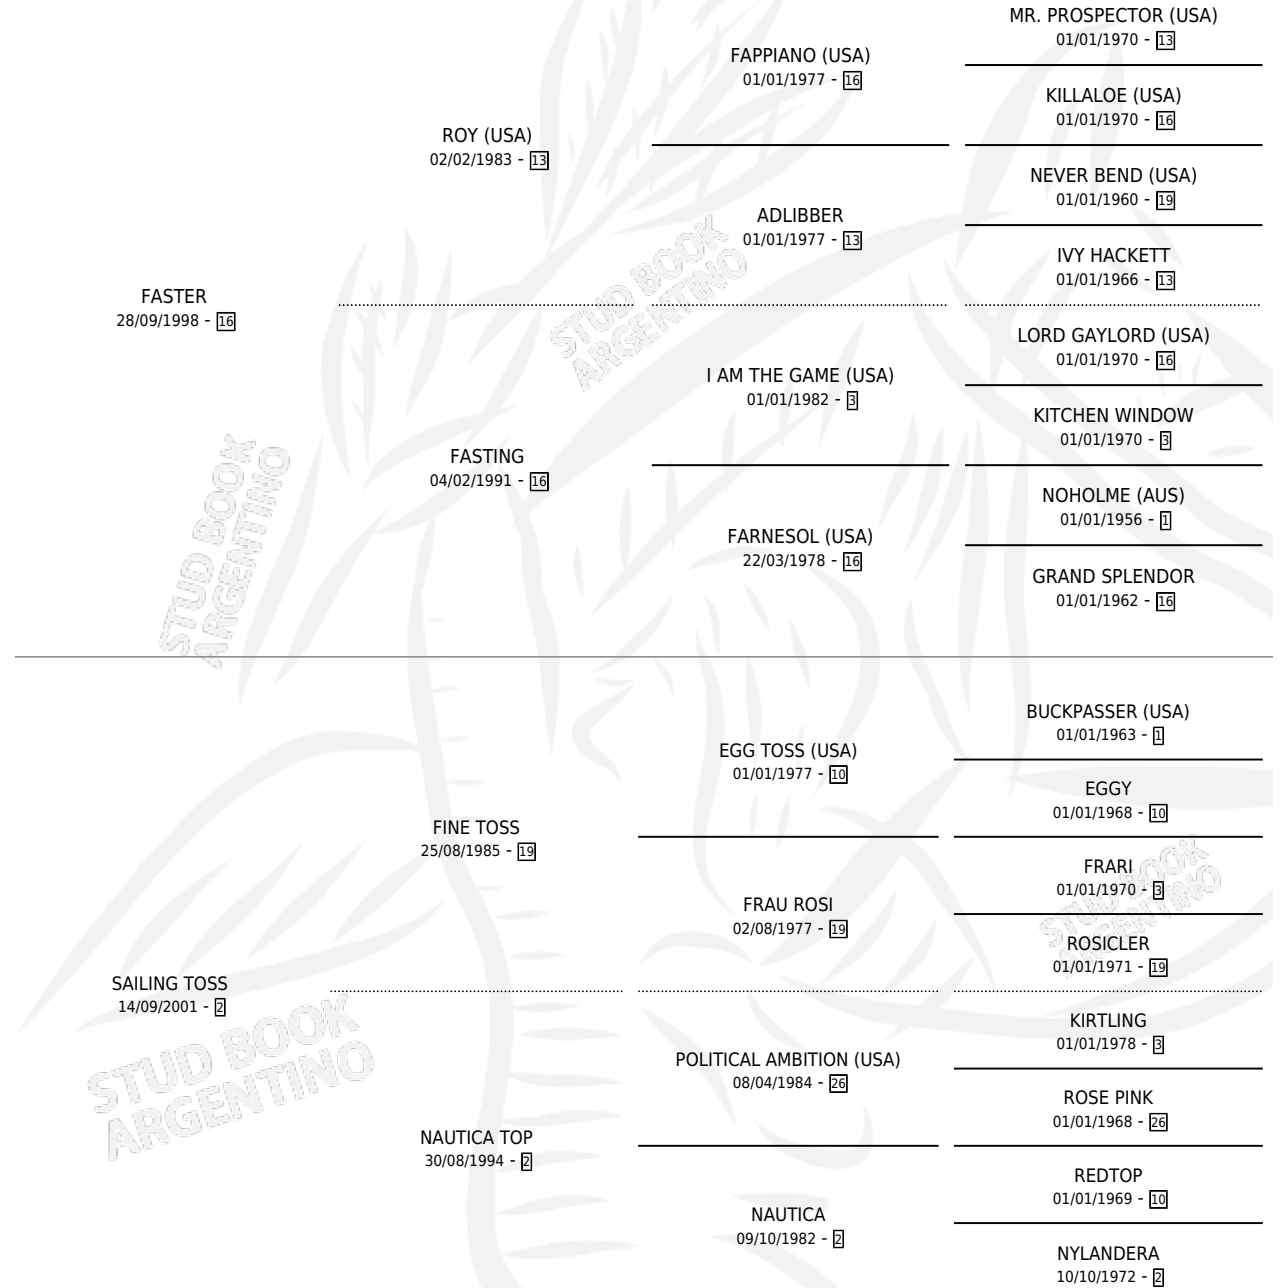 MR. PROSPECTOR (USA)
01/01/1970 - 13
FAPPIANO (USA)
01/01/1977 - 16
KILLALOE (USA)
01/01/1970 - 16
ROY (USA)
02/02/1983 - 13
NEVER BEND (USA)
01/01/1960 - 19
ADLIBBER
01/01/1977 - 13
IVY HACKETT
01/01/1966 - 13
FASTER
28/09/1998 - 16
LORD GAYLORD (USA)
01/01/1970 - 16
I AM THE GAME (USA)
01/01/1982 - 3
KITCHEN WINDOW
01/01/1970 - 3
FASTING
04/02/1991 - 16
NOHOLME (AUS)
01/01/1956 - 1
FARNESOL (USA)
22/03/1978 - 16
GRAND SPLENDOR
01/01/1962 - 16
STUD BOOK
ARGENTINO
STUD BOOK
ARGENTINO
BUCKPASSER (USA)
01/01/1963 - 1
EGG TOSS (USA)
01/01/1977 - 10
EGGY
01/01/1968 - 10
FINE TOSS
25/08/1985 - 19
FRARI
01/01/1970 - 3
FRAU ROSI
02/08/1977 - 19
ROSICLER
01/01/1971 - 19
SAILING TOSS
14/09/2001 - 2
KIRTLING
01/01/1978 - 3
POLITICAL AMBITION (USA)
08/04/1984 - 26
ROSE PINK
01/01/1968 - 26
NAUTICA TOP
30/08/1994 - 2
REDTOP
01/01/1969 - 10
NAUTICA
09/10/1982 - 2
NYLANDERA
10/10/1972 - 2
STUD BOOK
ARGENTINO
STUD BOOK
ARGENTINO